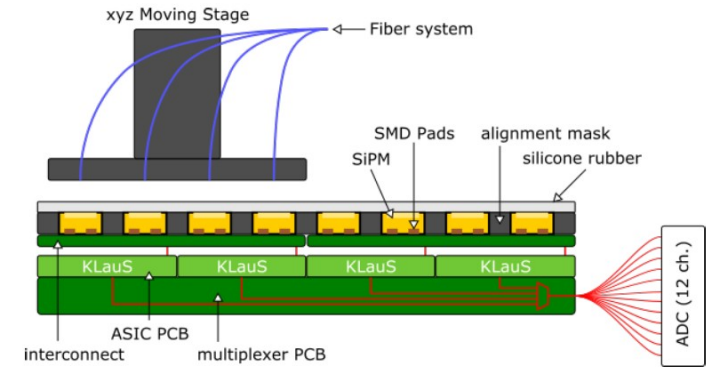 xyz Moving Stage
Fiber system
SMD Pads
alignment mask
SiPM
silicone rubber
KLauS
KLauS
KLauS
KLauS
ADC (12 ch.)
ASIC PCB
interconnect
multiplexer PCB